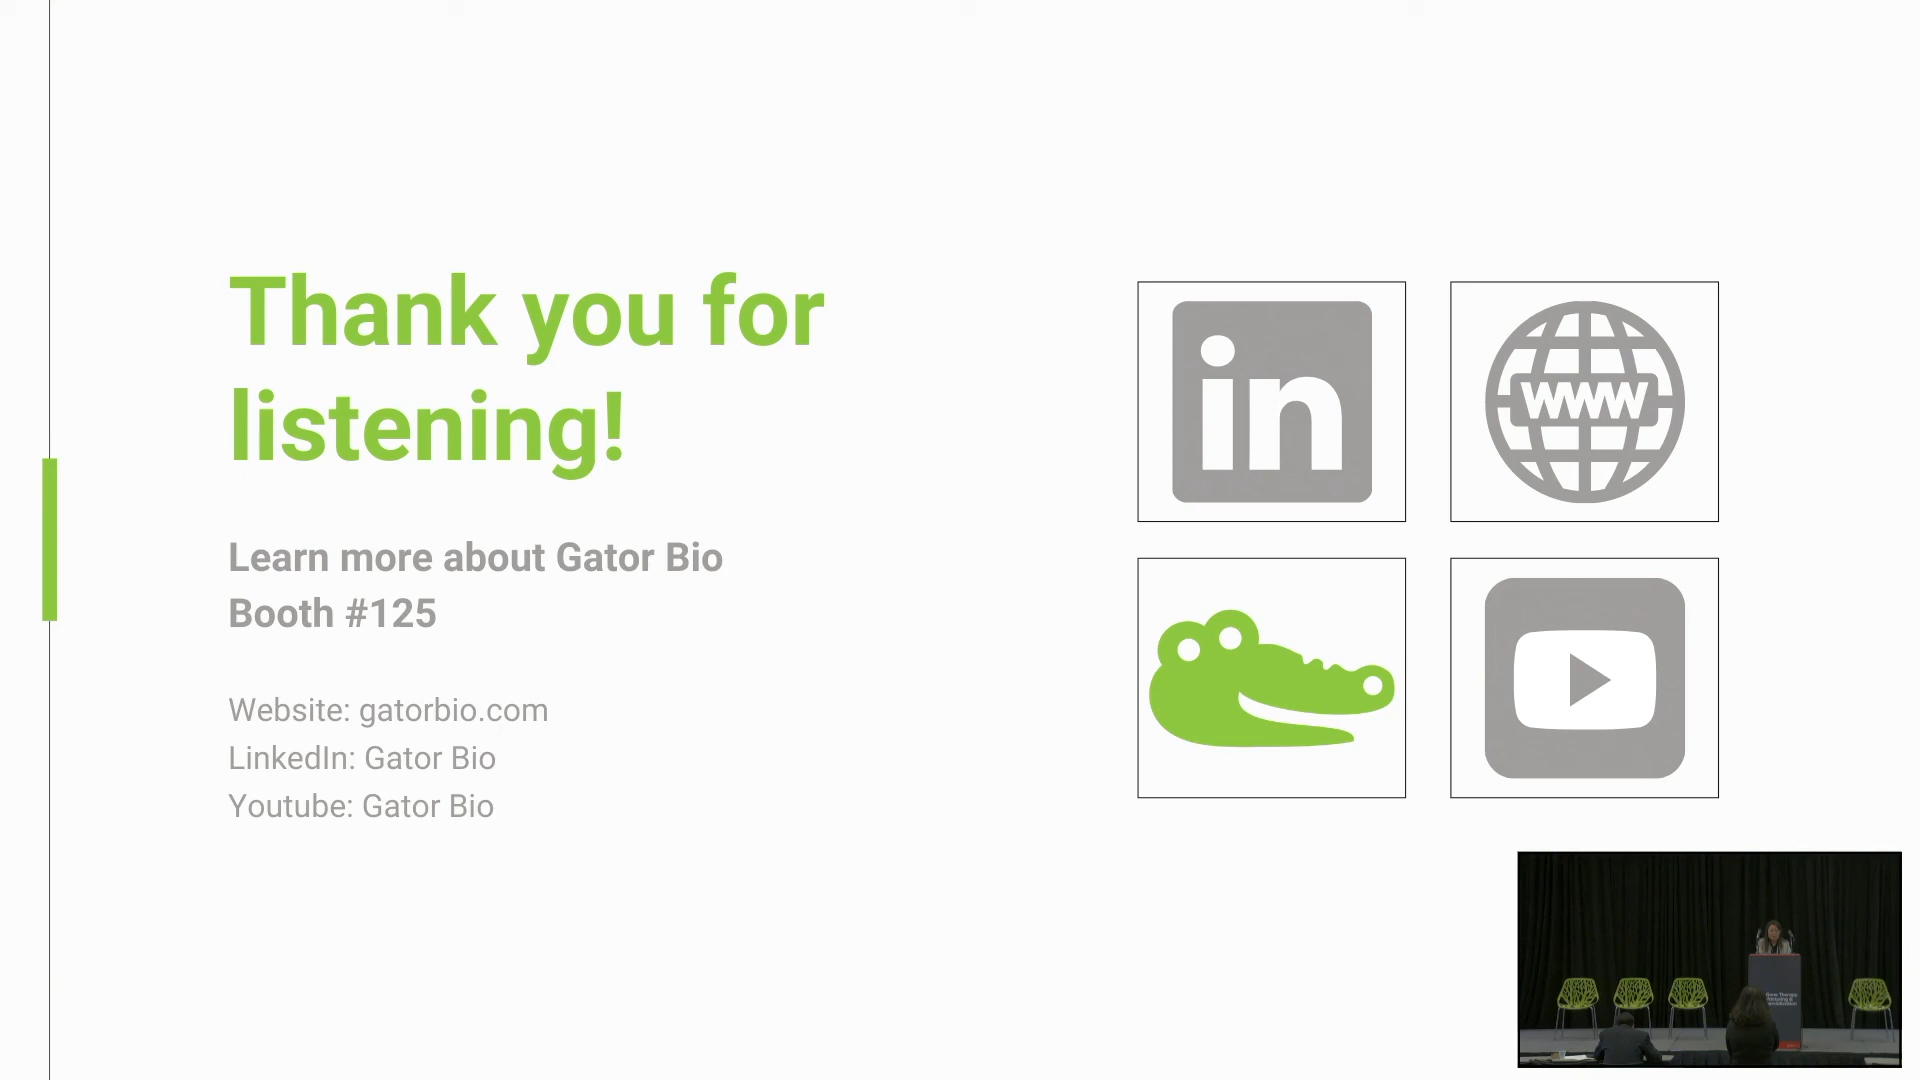 Thank you for
listening!
Learn more about Gator Bio
Booth #125
Website: gatorbio.com
LinkedIn: Gator Bio
Youtube: Gator Bio
in
www